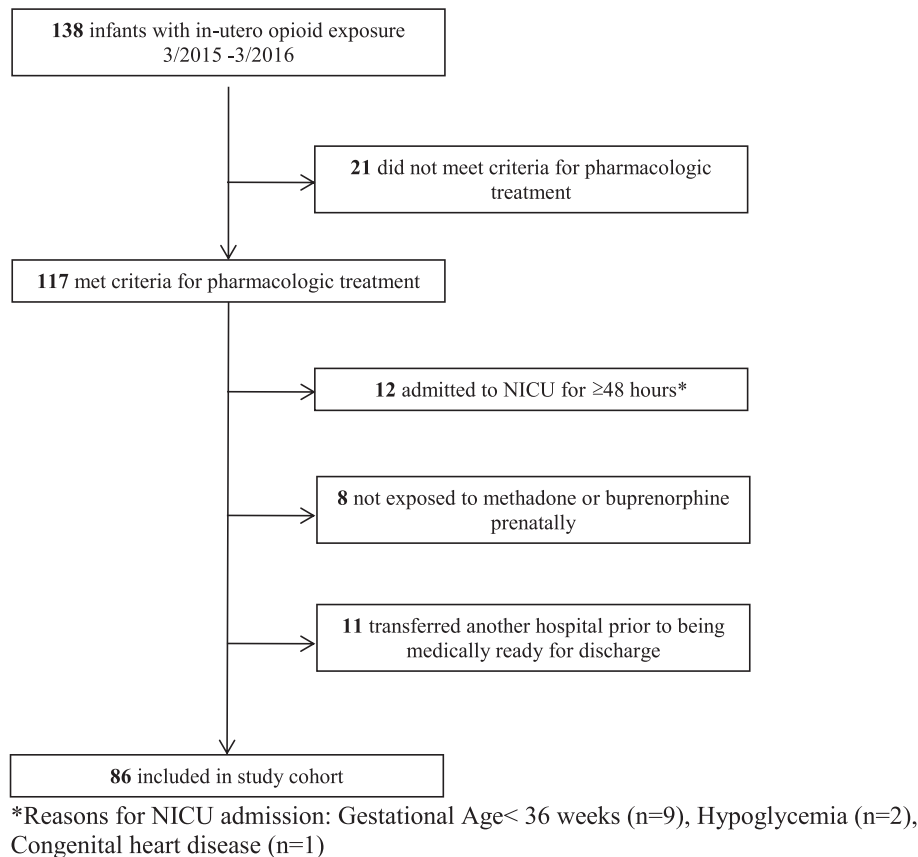 138 infants with in-utero opioid exposure
3/2015 -3/2016
21 did not meet criteria for pharmacologic
treatment
117 met criteria for pharmacologic treatment
12 admitted to NICU for ≥48 hours*
8 not exposed to methadone or buprenorphine
prenatally
11 transferred another hospital prior to being
medically ready for discharge
86 included in study cohort
*Reasons for NICU admission: Gestational Age< 36 weeks (n=9), Hypoglycemia (n=2),
Congenital heart disease (n=1)